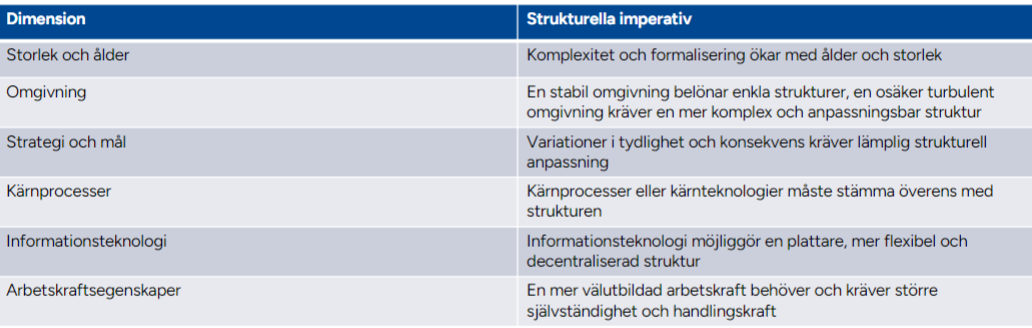 Dimension
Strukturella imperativ
Storlek och ålder
Komplexitet och formalisering ökar med ålder och storlek
Omgivning
En stabil omgivning belönar enkla strukturer, en osäker turbulent
omgivning kräver en mer komplex och anpassningsbar struktur
Strategi och mål
Variationer i tydlighet och konsekvens kräver lämplig strukturell
anpassning
Kärnprocesser
Kärnprocesser eller kärnteknologier måste stämma överens med
strukturen
Informationsteknologi
Informationsteknologi möjliggör en plattare, mer flexibel och
decentraliserad struktur
Arbetskraftsegenskaper
En mer välutbildad arbetskraft behöver och kräver större
självständighet och handlingskraft